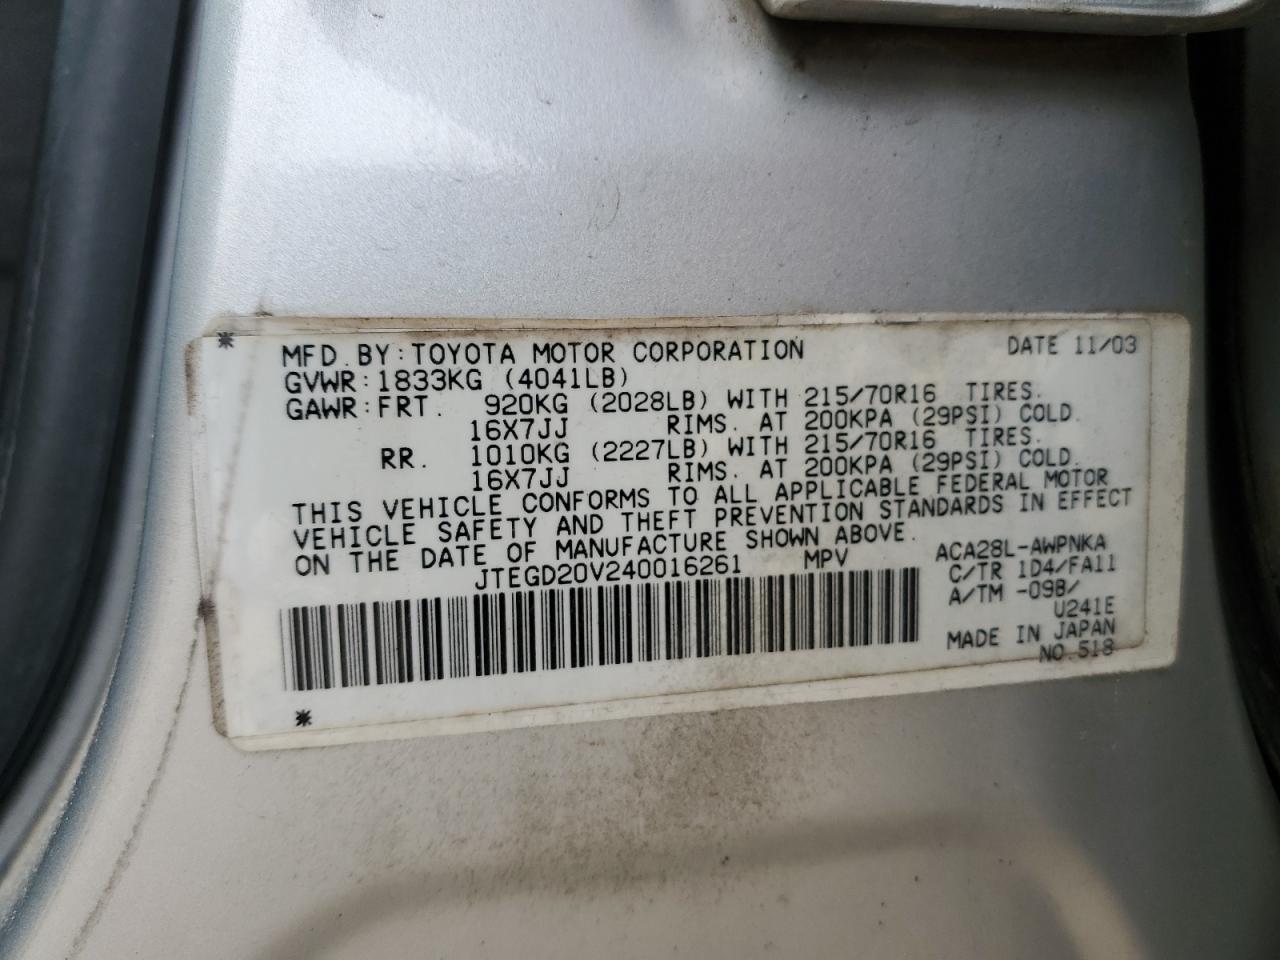 MFD. BY: TOYOTA MOTOR CORPORATION DATE 11/03
GVWR: 1833KG (4041LB)
GAWR: FRT. 920KG (2028LB) WITH 215/70R16 TIRES.
16X7JJ RIMS. AT 200KPA (29PSI) COLD.
RR. 1010KG (2227LB) WITH 215/70R16 TIRES.
16X7JJ RIMS. AT 200KPA (29PSI) COLD.
THIS VEHICLE CONFORMS TO ALL APPLICABLE FEDERAL MOTOR
VEHICLE SAFETY AND THEFT PREVENTION STANDARDS IN EFFECT
ON THE DATE OF MANUFACTURE SHOWN ABOVE.
JTEGD20V240016261 MPV ACA28L-AWPNKA
C/TR 1D4/FA11
A/TM -09B/
U241E
MADE IN JAPAN
NO.518